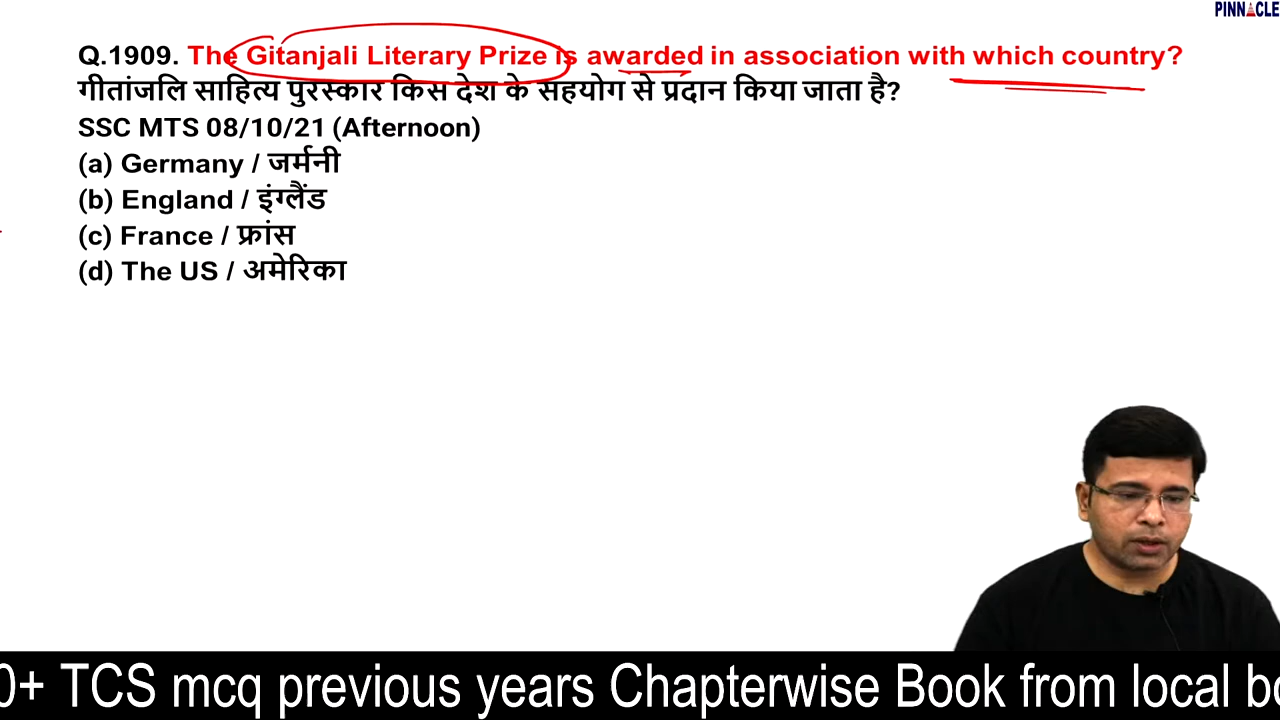 PINNACLE
Q.1909. The Gitanjali Literary Prize is awarded in association with which country?
गीतांजलि साहित्य पुरस्कार किस देश के सहयोग से प्रदान किया जाता है?
SSC MTS 08/10/21 (Afternoon)
(a) Germany / जर्मनी
(b) England / इंग्लैंड
(c) France / फ्रांस
(d) The US / अमेरिका
0+ TCS mcq previous years Chapterwise Book from local bo